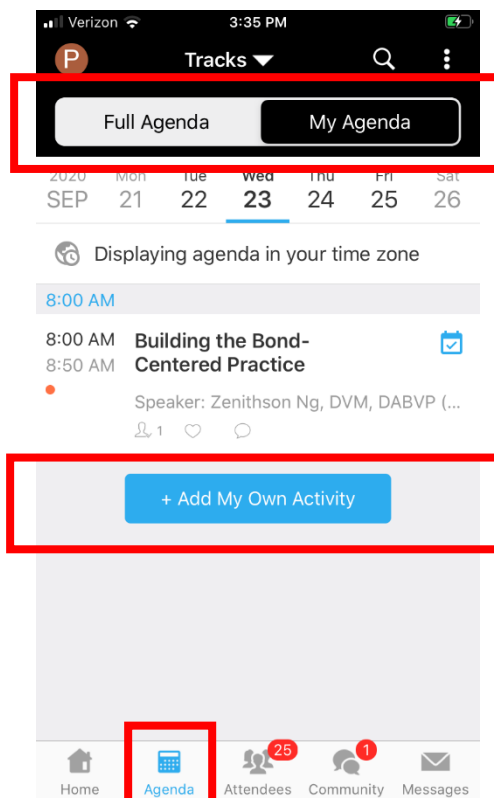 Verizon 3:35 PM
P Tracks
Full Agenda My Agenda
2020 Mon Tue Wed Thu Fri Sat
SEP 21 22 23 24 25 26
Displaying agenda in your time zone
8:00 AM
8:00 AM Building the Bond-
8:50 AM Centered Practice
Speaker: Zenithson Ng, DVM, DABVP (...
1
+ Add My Own Activity
25 1
Home Agenda Attendees Community Messages